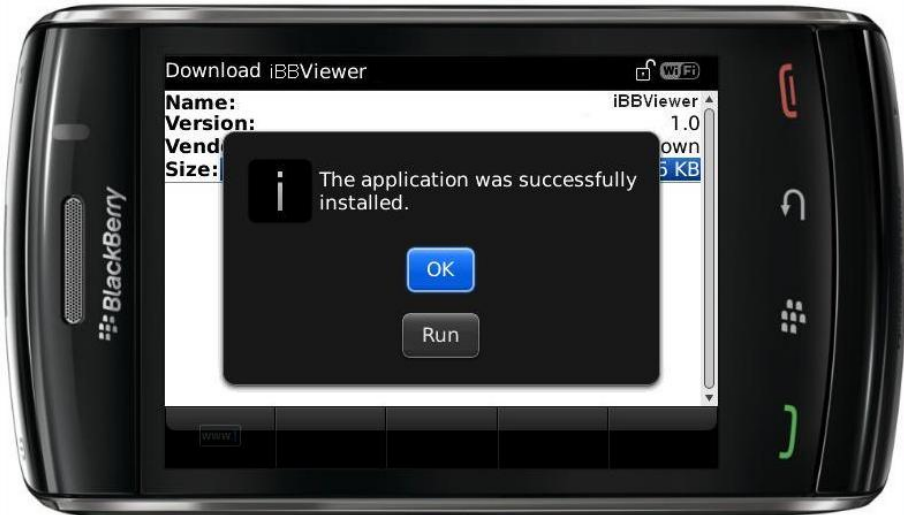 Download iBBViewer
WiFi
Name: iBBViewer
Version: 1.0
Vend own
Size: 5 KB
The application was successfully
installed.
OK
Run
BlackBerry